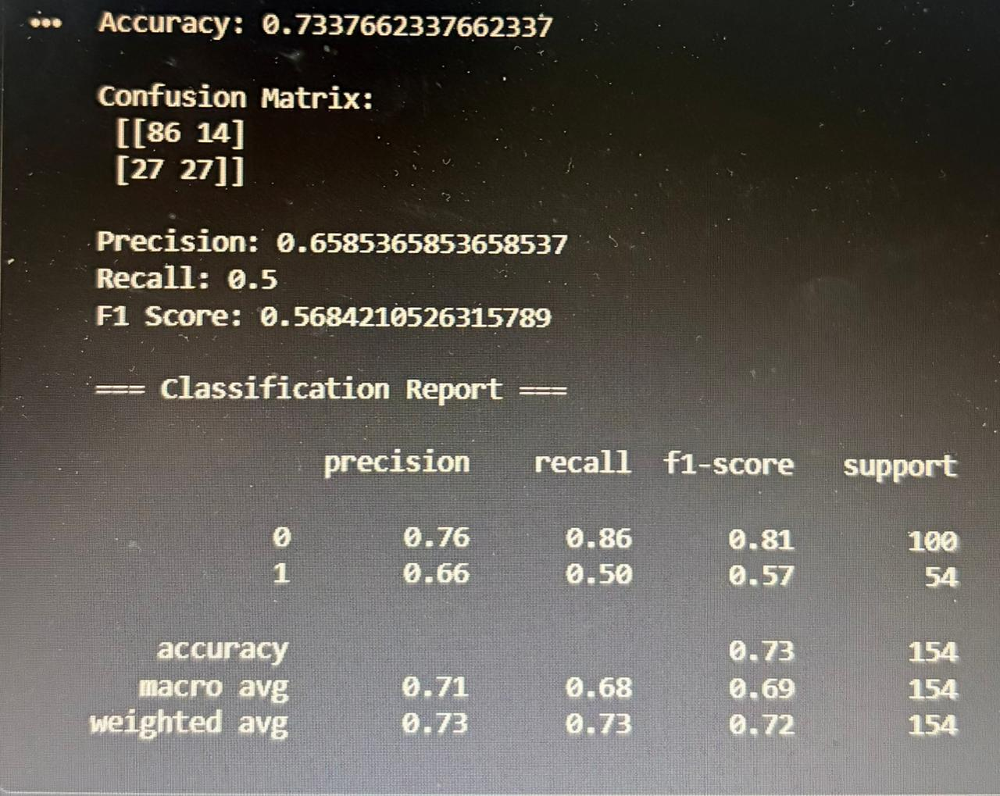 Accuracy: 0.7337662337662337
Confusion Matrix:
[[86 14]
[27 27]]
Precision: 0.6585365853658537
Recall: 0.5
F1 Score: 0.5684210526315789
=== Classification Report ===
precision recall f1-score support
0 0.76 0.86 0.81 100
1 0.66 0.50 0.57 54
accuracy 0.73 154
macro avg 0.71 0.68 0.69 154
weighted avg 0.73 0.73 0.72 154